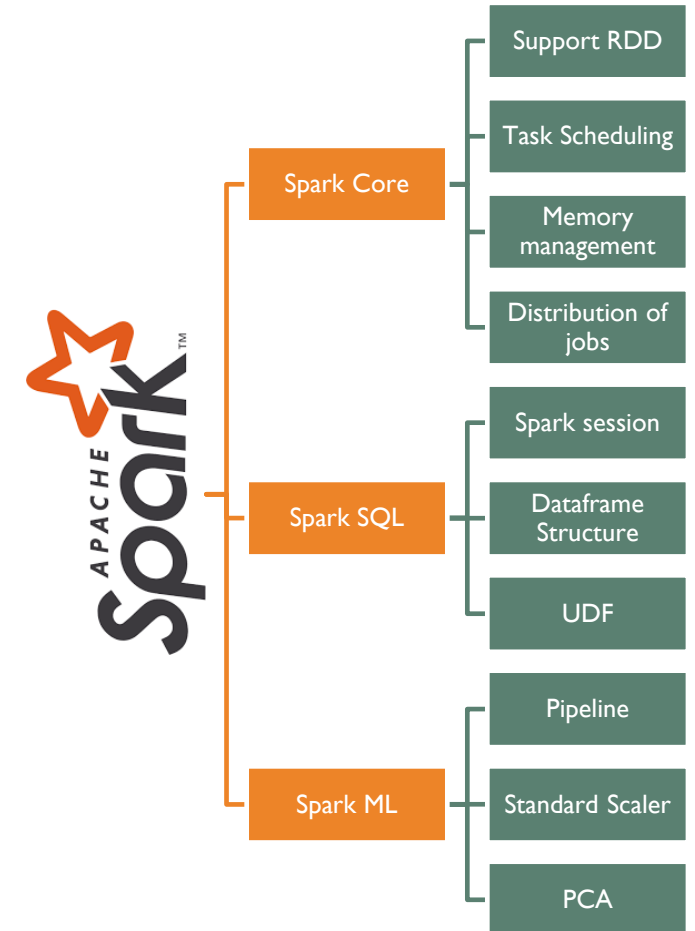 APACHE
Spark
TM
Spark Core
Support RDD
Task Scheduling
Memory
management
Distribution of
jobs
Spark SQL
Spark session
Dataframe
Structure
UDF
Spark ML
Pipeline
Standard Scaler
PCA